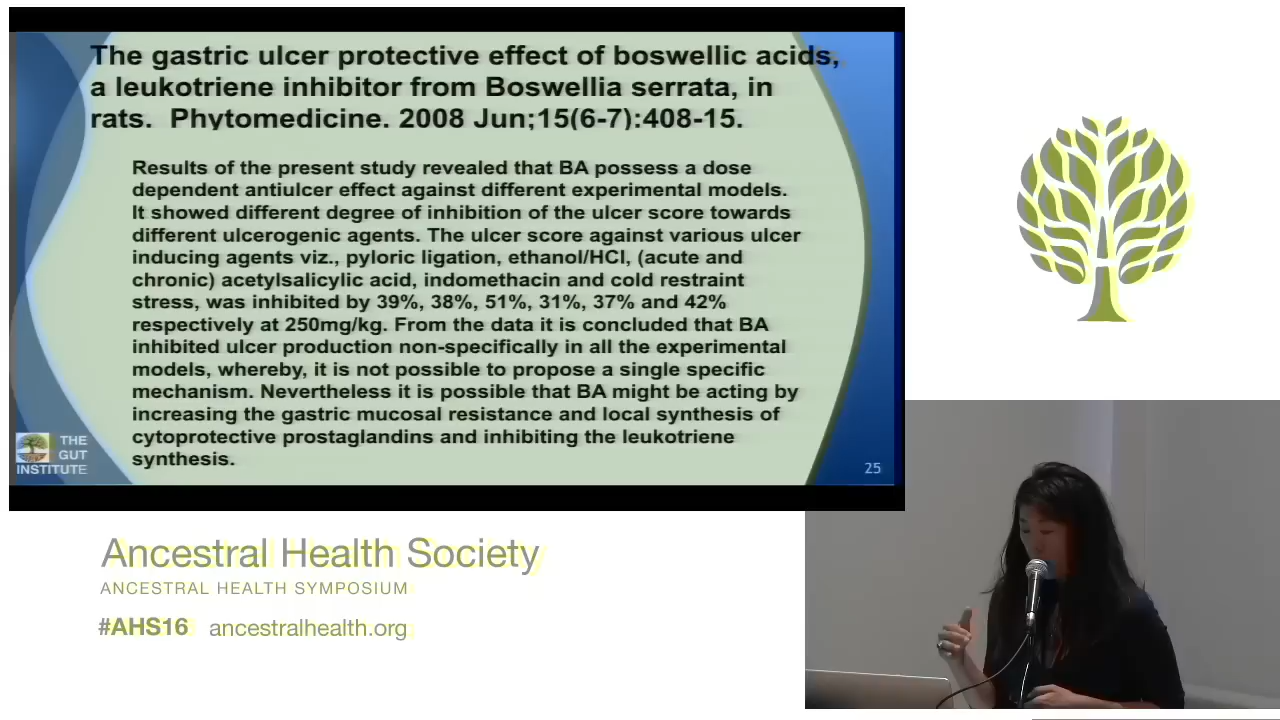 The gastric ulcer protective effect of boswellic acids,
a leukotriene inhibitor from Boswellia serrata, in
rats. Phytomedicine. 2008 Jun;15(6-7):408-15.
Results of the present study revealed that BA possess a dose
dependent antiulcer effect against different experimental models.
It showed different degree of inhibition of the ulcer score towards
different ulcerogenic agents. The ulcer score against various ulcer
inducing agents viz., pyloric ligation, ethanol/HCl, (acute and
chronic) acetylsalicylic acid, indomethacin and cold restraint
stress, was inhibited by 39%, 38%, 51%, 31%, 37% and 42%
respectively at 250mg/kg. From the data it is concluded that BA
inhibited ulcer production non-specifically in all the experimental
models, whereby, it is not possible to propose a single specific
mechanism. Nevertheless it is possible that BA might be acting by
increasing the gastric mucosal resistance and local synthesis of
cytoprotective prostaglandins and inhibiting the leukotriene
synthesis.
THE
GUT
INSTITUTE
25
Ancestral Health Society
ANCESTRAL HEALTH SYMPOSIUM
#AHS16 ancestralhealth.org